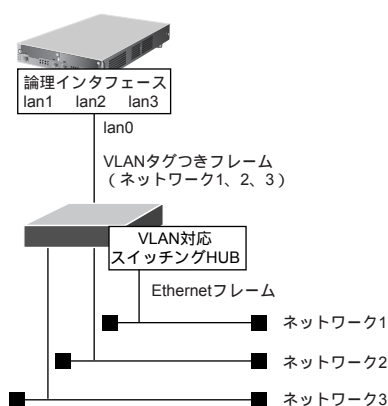 論理インタフェース
lan1 lan2 lan3
lan0
VLANタグつきフレーム
（ネットワーク1、2、3）
VLAN対応
スイッチングHUB
Ethernetフレーム
ネットワーク1
ネットワーク2
ネットワーク3